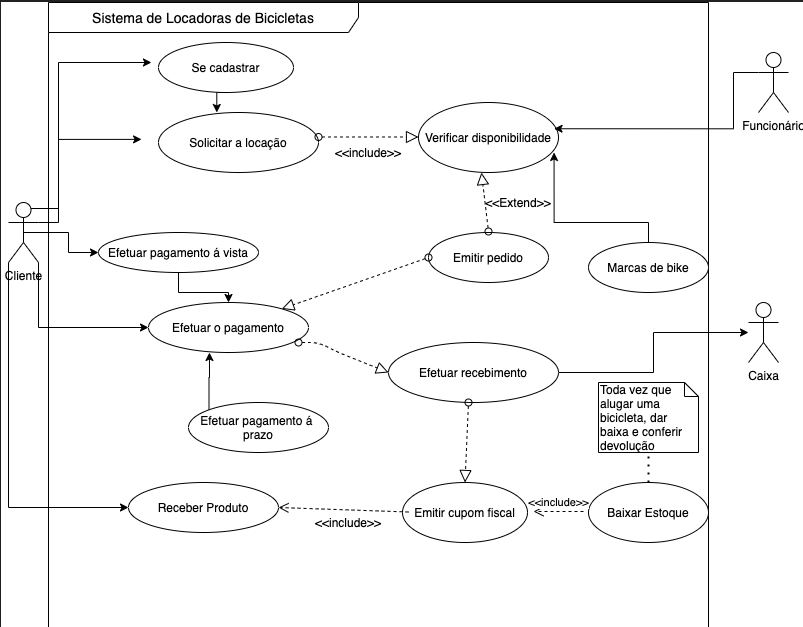 Sistema de Locadoras de Bicicletas
Se cadastrar
Solicitar a locação
<<include>>
Verificar disponibilidade
Funcionário
<<Extend>>
Cliente
Efetuar pagamento á vista
Emitir pedido
Marcas de bike
Efetuar o pagamento
Efetuar recebimento
Caixa
Toda vez que
alugar uma
bicicleta, dar
baixa e conferir
devolução
Efetuar pagamento á
prazo
Receber Produto
<<include>>
Emitir cupom fiscal
<<include>>
Baixar Estoque